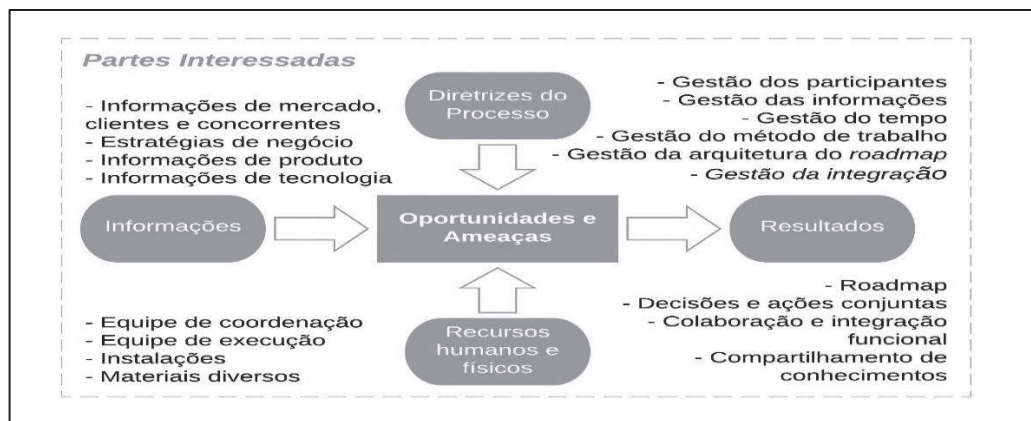 Partes Interessadas
- Informações de mercado,
clientes e concorrentes
- Estratégias de negócio
- Informações de produto
- Informações de tecnologia
Diretrizes do
Processo
- Gestão dos participantes
- Gestão das informações
- Gestão do tempo
- Gestão do método de trabalho
- Gestão da arquitetura do roadmap
- Gestão da integração
Informações
Oportunidades e
Ameaças
Resultados
- Equipe de coordenação
- Equipe de execução
- Instalações
- Materiais diversos
Recursos
humanos e
físicos
- Roadmap
- Decisões e ações conjuntas
- Colaboração e integração
funcional
- Compartilhamento de
conhecimentos